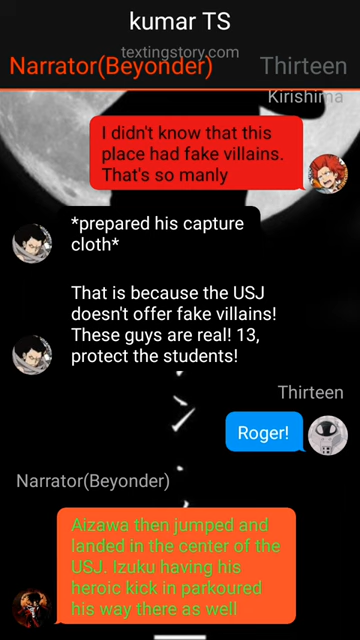 kumar TS
textingstory.com
Narrator(Beyonder)
Thirteen
Kirishima
I didn't know that this
place had fake villains.
That's so manly
*prepared his capture
cloth*
That is because the USJ
doesn't offer fake villains!
These guys are real! 13,
protect the students!
Thirteen
Roger!
Narrator(Beyonder)
Aizawa then jumped and
landed in the center of the
USJ. Izuku having his
heroic kick in parkoured
his way there as well